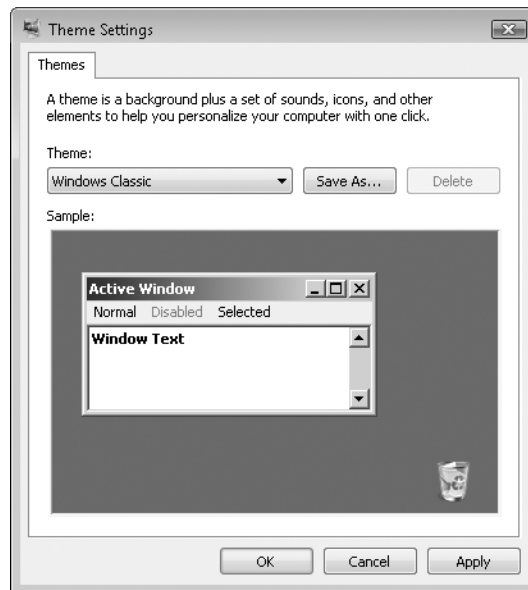 Theme Settings
Themes
A theme is a background plus a set of sounds, icons, and other
elements to help you personalize your computer with one click.
Theme:
Windows Classic Save As... Delete
Sample:
Active Window
Normal Disabled Selected
Window Text
OK Cancel Apply